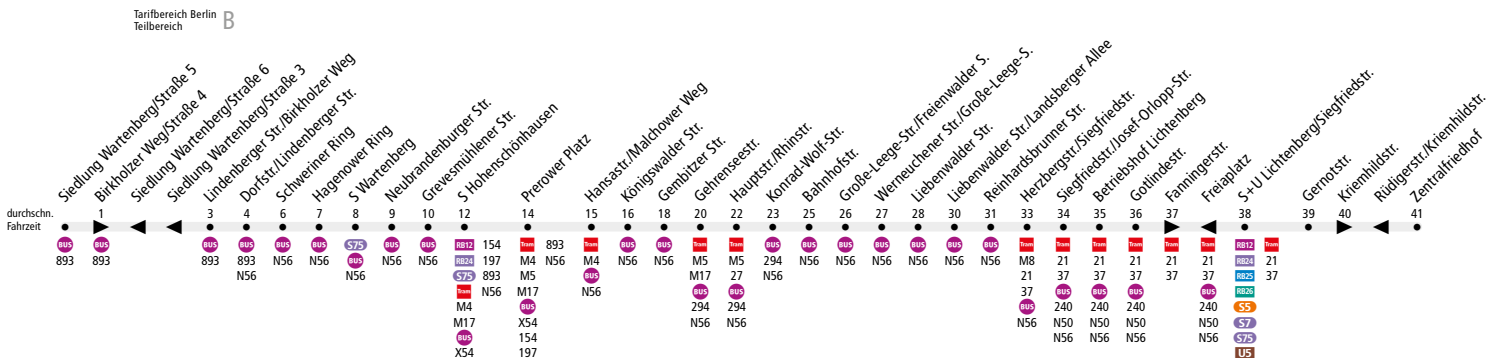 Tarifbereich Berlin
Teilbereich B
Siedlung Wartenberg/Straße 5
Birkholzer Weg/Straße 4
Siedlung Wartenberg/Straße 6
Siedlung Wartenberg/Straße 3
Lindenberger Str./Birkholzer Weg
Dorfstr./Lindenberger Str.
Schweriner Ring
Hagenower Ring
S Wartenberg
Neubrandenburger Str.
Grevesmühlener Str.
S Hohenschönhausen
Prerower Platz
Hansastr./Malchower Weg
Königswalder Str.
Gembitzer Str.
Gehrenseestr.
Hauptstr./Rhinstr.
Konrad-Wolf-Str.
Bahnhofstr.
Große-Leege-Str./Freienwalder S.
Werneuchener Str./Große-Leege-S.
Liebenwalder Str.
Liebenwalder Str./Landsberger Allee
Reinhardsbrunner Str.
Herzbergstr./Siegfriedstr.
Siegfriedstr./Josef-Orlopp-Str.
Betriebshof Lichtenberg
Gotlindestr.
Fanningerstr.
Freiaplatz
S+U Lichtenberg/Siegfriedstr.
Gernotstr.
Kriemhildstr.
Rüdigerstr./Kriemhildstr.
Zentralfriedhof
durchschn. 1 3 4 6 7 8 9 10 12 14 15 16 18 20 22 23 25 26 27 28 30 31 33 34 35 36 37 38 39 40 41
Fahrzeit
BUS BUS BUS BUS BUS BUS S75 BUS BUS RB12 154 Tram 893 Tram BUS BUS Tram Tram BUS BUS BUS BUS BUS BUS BUS Tram Tram Tram Tram Tram Tram RB12 Tram
893 893 893 893 N56 N56 BUS N56 N56 RB24 197 M4 N56 M4 N56 N56 M5 M5 294 N56 N56 N56 N56 N56 N56 M8 21 21 21 21 21 RB24 21
N56 N56 S75 893 M5 BUS M17 27 N56 21 37 37 37 37 37 RB25 37
Tram N56 M17 N56 BUS BUS 37 BUS BUS BUS BUS RB26
M4 BUS 294 294 BUS 240 240 240 240 S5
M17 X54 N56 N56 N56 N50 N50 N50 N50 S7
BUS 154 N56 N56 N56 N56 S75
X54 197 U5